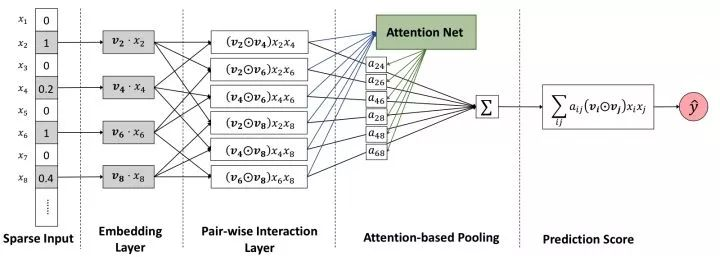 x₁ 0
x₂ 1
x₃ 0
x₄ 0.2
x₅ 0
x₆ 1
x₇ 0
x₈ 0.4
Sparse Input
v₂ · x₂
v₄ · x₄
v₆ · x₆
v₈ · x₈
Embedding
Layer
(v₂⊙v₄)x₂x₄
(v₂⊙v₆)x₂x₆
(v₄⊙v₆)x₄x₆
(v₂⊙v₈)x₂x₈
(v₄⊙v₈)x₄x₈
(v₆⊙v₈)x₆x₈
Pair-wise Interaction
Layer
Attention Net
a₂₄
a₂₆
a₄₆
a₂₈
a₄₈
a₆₈
Σ
Attention-based Pooling
∑ᵢⱼ aᵢⱼ(vᵢ⊙vⱼ)xᵢxⱼ
ŷ
Prediction Score